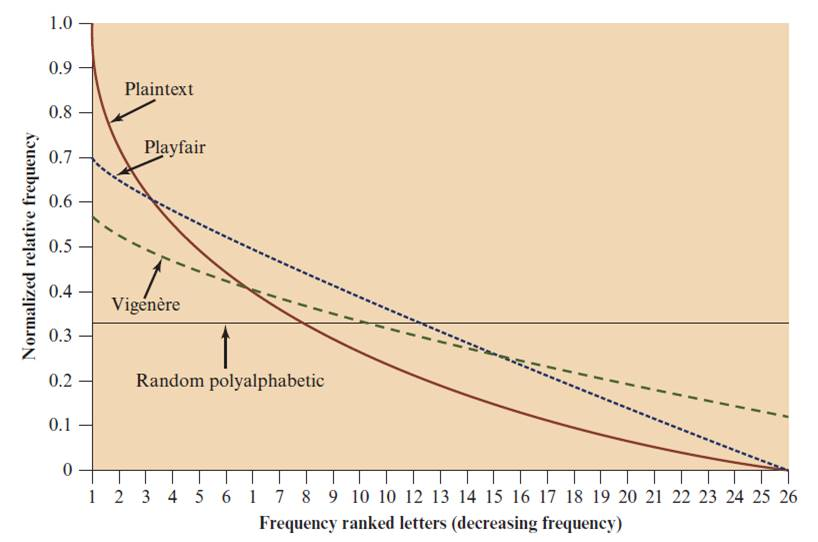 1.0
0.9
Plaintext
0.8
Playfair
0.7
0.6
0.5
0.4
Vigenère
0.3
Random polyalphabetic
0.2
0.1
0
Normalized relative frequency
1 2 3 4 5 6 1 7 8 9 10 10 12 13 14 15 16 17 18 19 20 21 22 23 24 25 26
Frequency ranked letters (decreasing frequency)